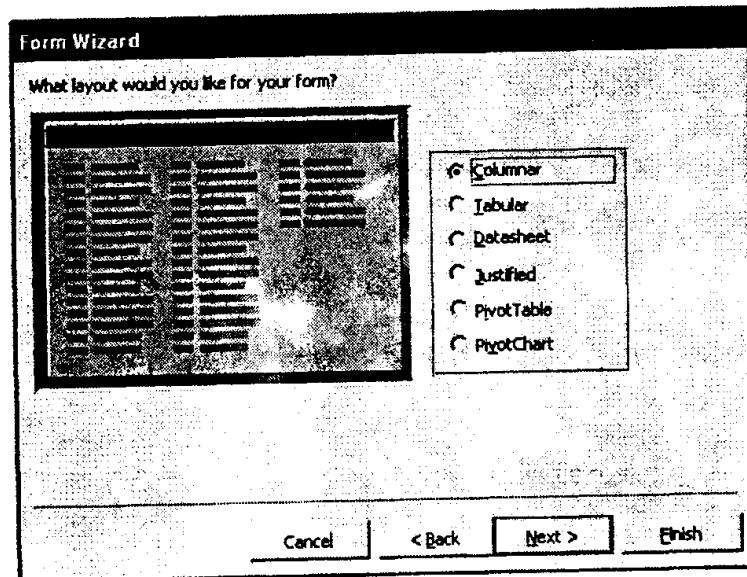 Form Wizard
What layout would you like for your form?
Columnar
Tabular
Datasheet
Justified
PivotTable
PivotChart
Cancel
< Back
Next >
Finish